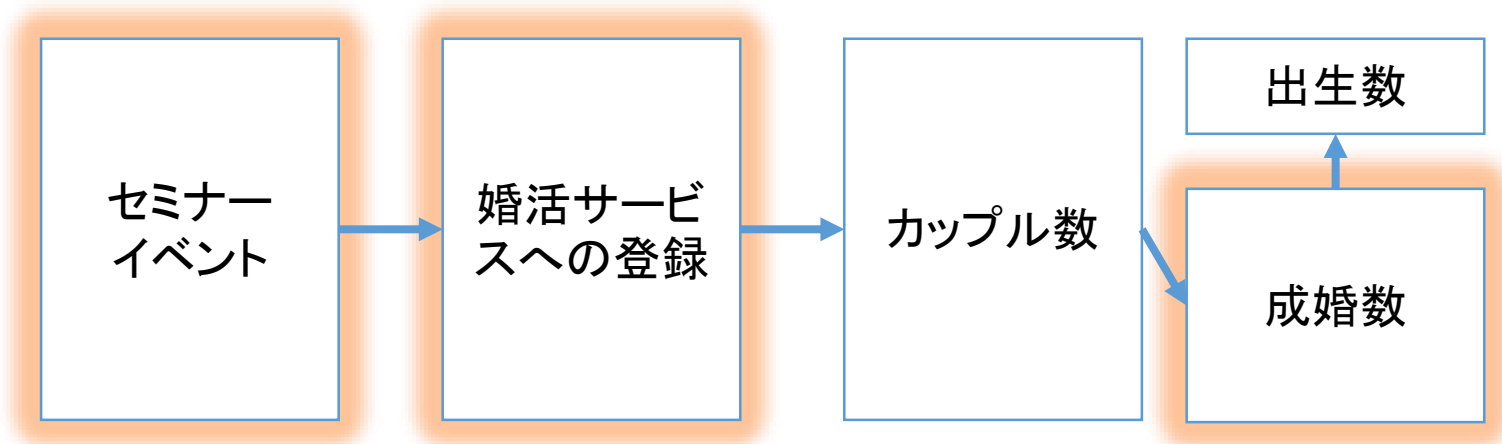 セミナー
イベント
婚活サービ
スへの登録
カップル数
出生数
成婚数